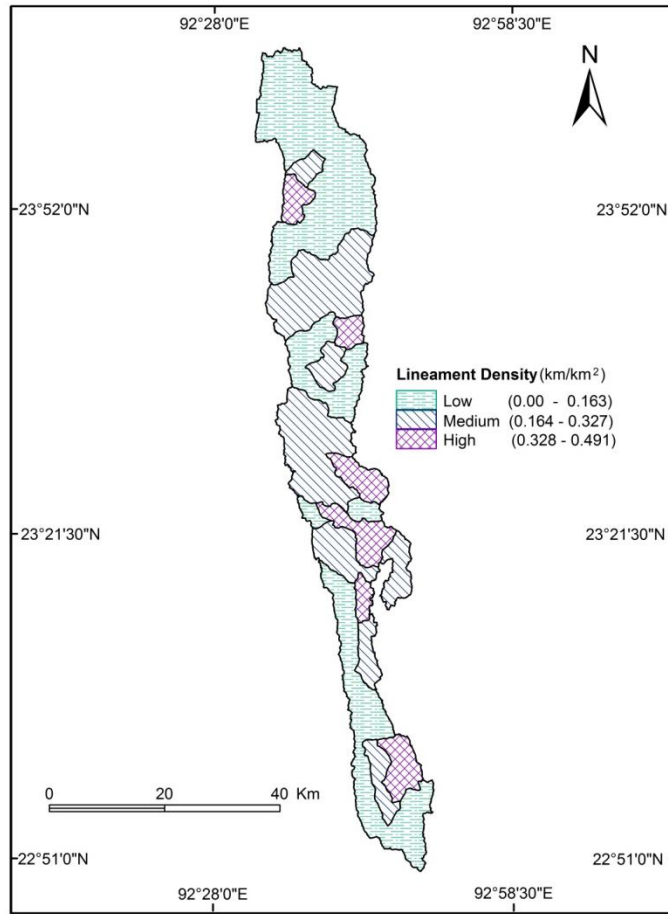 92°28'0"E 92°58'30"E
N
23°52'0"N 23°52'0"N
Lineament Density (km/km²)
Low (0.00 - 0.163)
Medium (0.164 - 0.327)
High (0.328 - 0.491)
23°21'30"N 23°21'30"N
0 20 40 Km
22°51'0"N 22°51'0"N
92°28'0"E 92°58'30"E